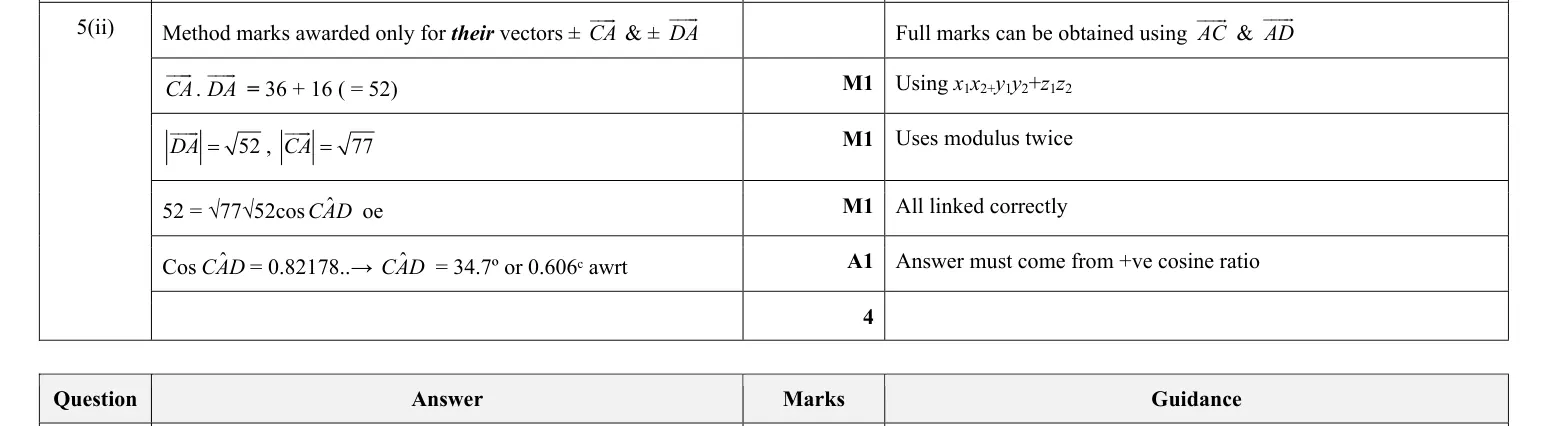 5(ii) Method marks awarded only for their vectors ± CA⃗ & ± DA⃗ Full marks can be obtained using AC⃗ & AD⃗
CA⃗ . DA⃗ = 36 + 16 ( = 52) M1 Using x₁x₂₊y₁y₂+z₁z₂
|DA⃗| = √52 , |CA⃗| = √77 M1 Uses modulus twice
52 = √77√52cos CÂD oe M1 All linked correctly
Cos CÂD = 0.82178..→ CÂD = 34.7º or 0.606ᶜ awrt A1 Answer must come from +ve cosine ratio
4
Question Answer Marks Guidance